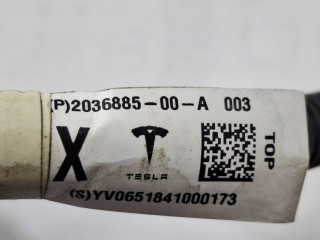 (P)2036885-00-A 003
X
TESLA
TOP
(S)YV0651841000173